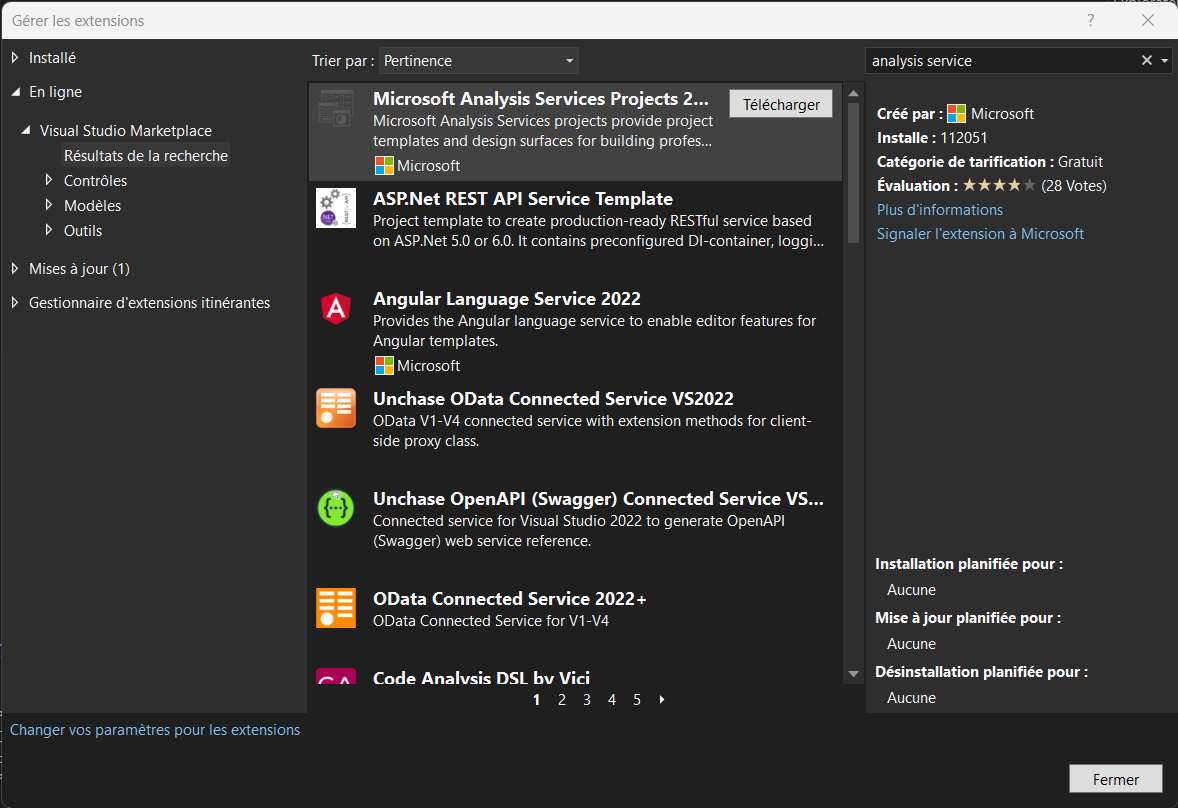 Gérer les extensions
?
Installé
En ligne
Visual Studio Marketplace
Résultats de la recherche
Contrôles
Modèles
Outils
Mises à jour (1)
Gestionnaire d'extensions itinérantes
Trier par : Pertinence
Microsoft Analysis Services Projects 2...
Télécharger
Microsoft Analysis Services projects provide project
templates and design surfaces for building profes...
Microsoft
ASP.Net REST API Service Template
Project template to create production-ready RESTful service based
on ASP.Net 5.0 or 6.0. It contains preconfigured DI-container, loggi...
Angular Language Service 2022
Provides the Angular language service to enable editor features for
Angular templates.
Microsoft
Unchase OData Connected Service VS2022
OData V1-V4 connected service with extension methods for client-
side proxy class.
Unchase OpenAPI (Swagger) Connected Service VS...
Connected service for Visual Studio 2022 to generate OpenAPI
(Swagger) web service reference.
OData Connected Service 2022+
OData Connected Service for V1-V4
Code Analysis DSL by Vici
1 2 3 4 5
analysis service
Créé par : Microsoft
Installe : 112051
Catégorie de tarification : Gratuit
Évaluation : (28 Votes)
Plus d'informations
Signaler l'extension à Microsoft
Installation planifiée pour :
Aucune
Mise à jour planifiée pour :
Aucune
Désinstallation planifiée pour :
Aucune
Changer vos paramètres pour les extensions
Fermer